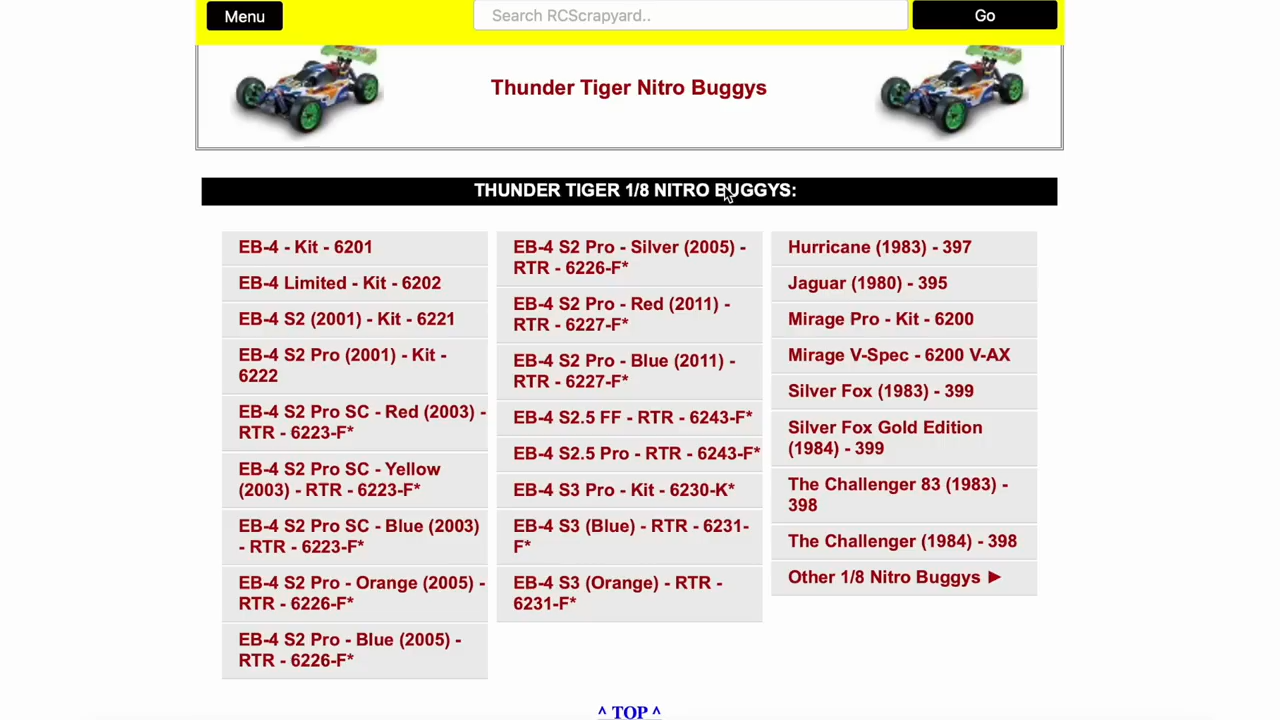 Menu
Search RCScrapyard..
Go
Thunder Tiger Nitro Buggys
THUNDER TIGER 1/8 NITRO BUGGYS:
EB-4 - Kit - 6201
EB-4 Limited - Kit - 6202
EB-4 S2 (2001) - Kit - 6221
EB-4 S2 Pro (2001) - Kit -
6222
EB-4 S2 Pro SC - Red (2003) -
RTR - 6223-F*
EB-4 S2 Pro SC - Yellow
(2003) - RTR - 6223-F*
EB-4 S2 Pro SC - Blue (2003)
- RTR - 6223-F*
EB-4 S2 Pro - Orange (2005) -
RTR - 6226-F*
EB-4 S2 Pro - Blue (2005) -
RTR - 6226-F*
EB-4 S2 Pro - Silver (2005) -
RTR - 6226-F*
EB-4 S2 Pro - Red (2011) -
RTR - 6227-F*
EB-4 S2 Pro - Blue (2011) -
RTR - 6227-F*
EB-4 S2.5 FF - RTR - 6243-F*
EB-4 S2.5 Pro - RTR - 6243-F*
EB-4 S3 Pro - Kit - 6230-K*
EB-4 S3 (Blue) - RTR - 6231-
F*
EB-4 S3 (Orange) - RTR -
6231-F*
Hurricane (1983) - 397
Jaguar (1980) - 395
Mirage Pro - Kit - 6200
Mirage V-Spec - 6200 V-AX
Silver Fox (1983) - 399
Silver Fox Gold Edition
(1984) - 399
The Challenger 83 (1983) -
398
The Challenger (1984) - 398
Other 1/8 Nitro Buggys ►
^ TOP ^